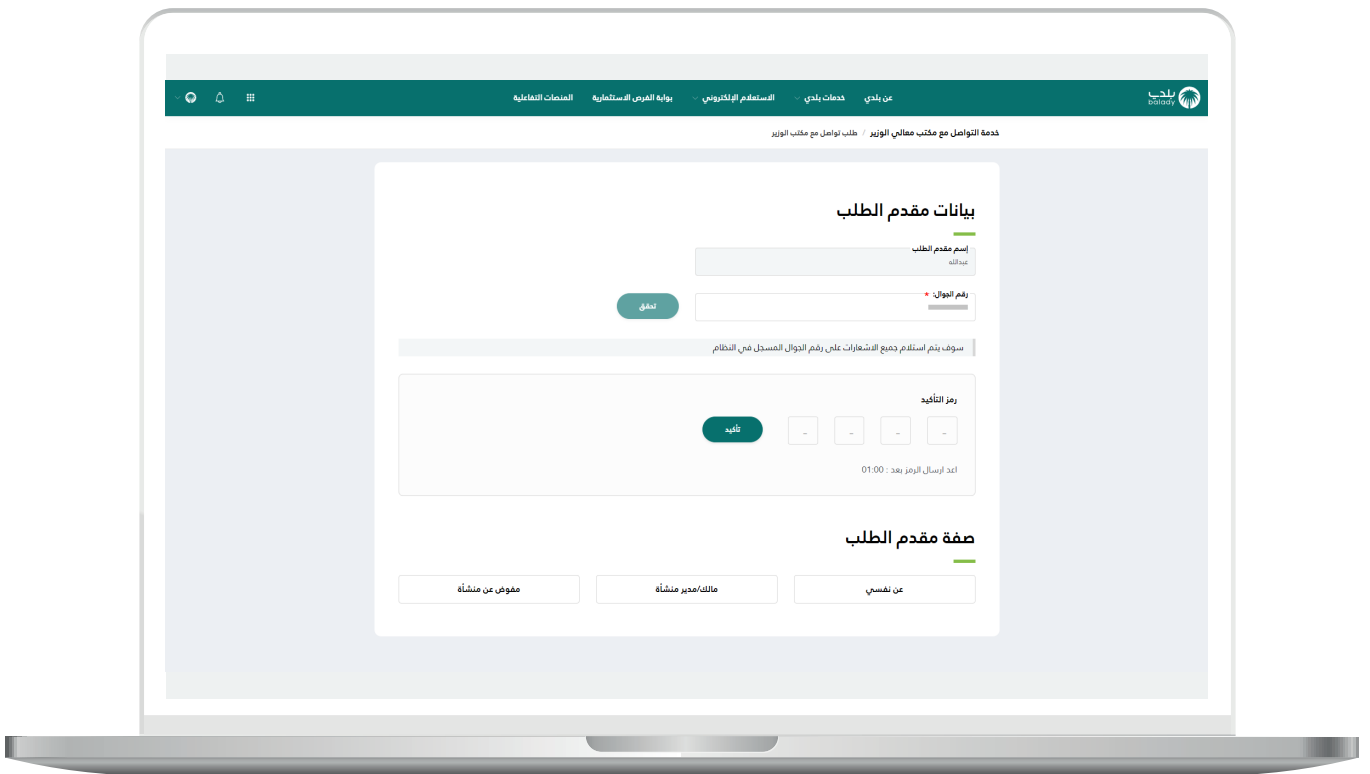 بلدي
balady
عن بلدي
خدمات بلدي
الاستعلام الإلكتروني
بوابة الفرص الاستثمارية
المنصات التفاعلية
خدمة التواصل مع مكتب معالي الوزير / طلب تواصل مع مكتب الوزير
بيانات مقدم الطلب
إسم مقدم الطلب
عبدالله
رقم الجوال: *
تحقق
سوف يتم استلام جميع الاشعارات على رقم الجوال المسجل في النظام
رمز التأكيد
- - - -
تأكيد
اعد ارسال الرمز بعد : 01:00
صفة مقدم الطلب
عن نفسي
مالك/مدير منشأة
مفوض عن منشأة